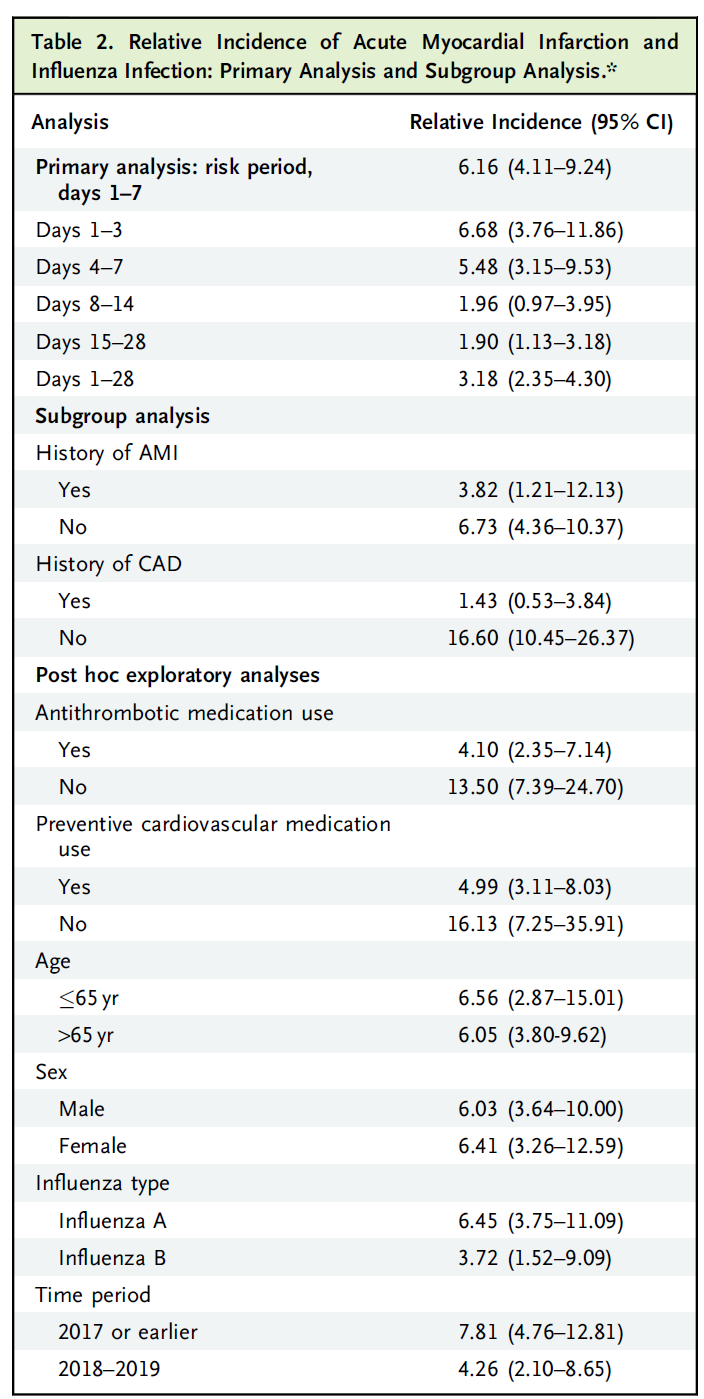 Table 2. Relative Incidence of Acute Myocardial Infarction and
Influenza Infection: Primary Analysis and Subgroup Analysis.*
Analysis Relative Incidence (95% CI)
Primary analysis: risk period, 6.16 (4.11–9.24)
days 1–7
Days 1–3 6.68 (3.76–11.86)
Days 4–7 5.48 (3.15–9.53)
Days 8–14 1.96 (0.97–3.95)
Days 15–28 1.90 (1.13–3.18)
Days 1–28 3.18 (2.35–4.30)
Subgroup analysis
History of AMI
Yes 3.82 (1.21–12.13)
No 6.73 (4.36–10.37)
History of CAD
Yes 1.43 (0.53–3.84)
No 16.60 (10.45–26.37)
Post hoc exploratory analyses
Antithrombotic medication use
Yes 4.10 (2.35–7.14)
No 13.50 (7.39–24.70)
Preventive cardiovascular medication
use
Yes 4.99 (3.11–8.03)
No 16.13 (7.25–35.91)
Age
≤65 yr 6.56 (2.87–15.01)
>65 yr 6.05 (3.80-9.62)
Sex
Male 6.03 (3.64–10.00)
Female 6.41 (3.26–12.59)
Influenza type
Influenza A 6.45 (3.75–11.09)
Influenza B 3.72 (1.52–9.09)
Time period
2017 or earlier 7.81 (4.76–12.81)
2018–2019 4.26 (2.10–8.65)